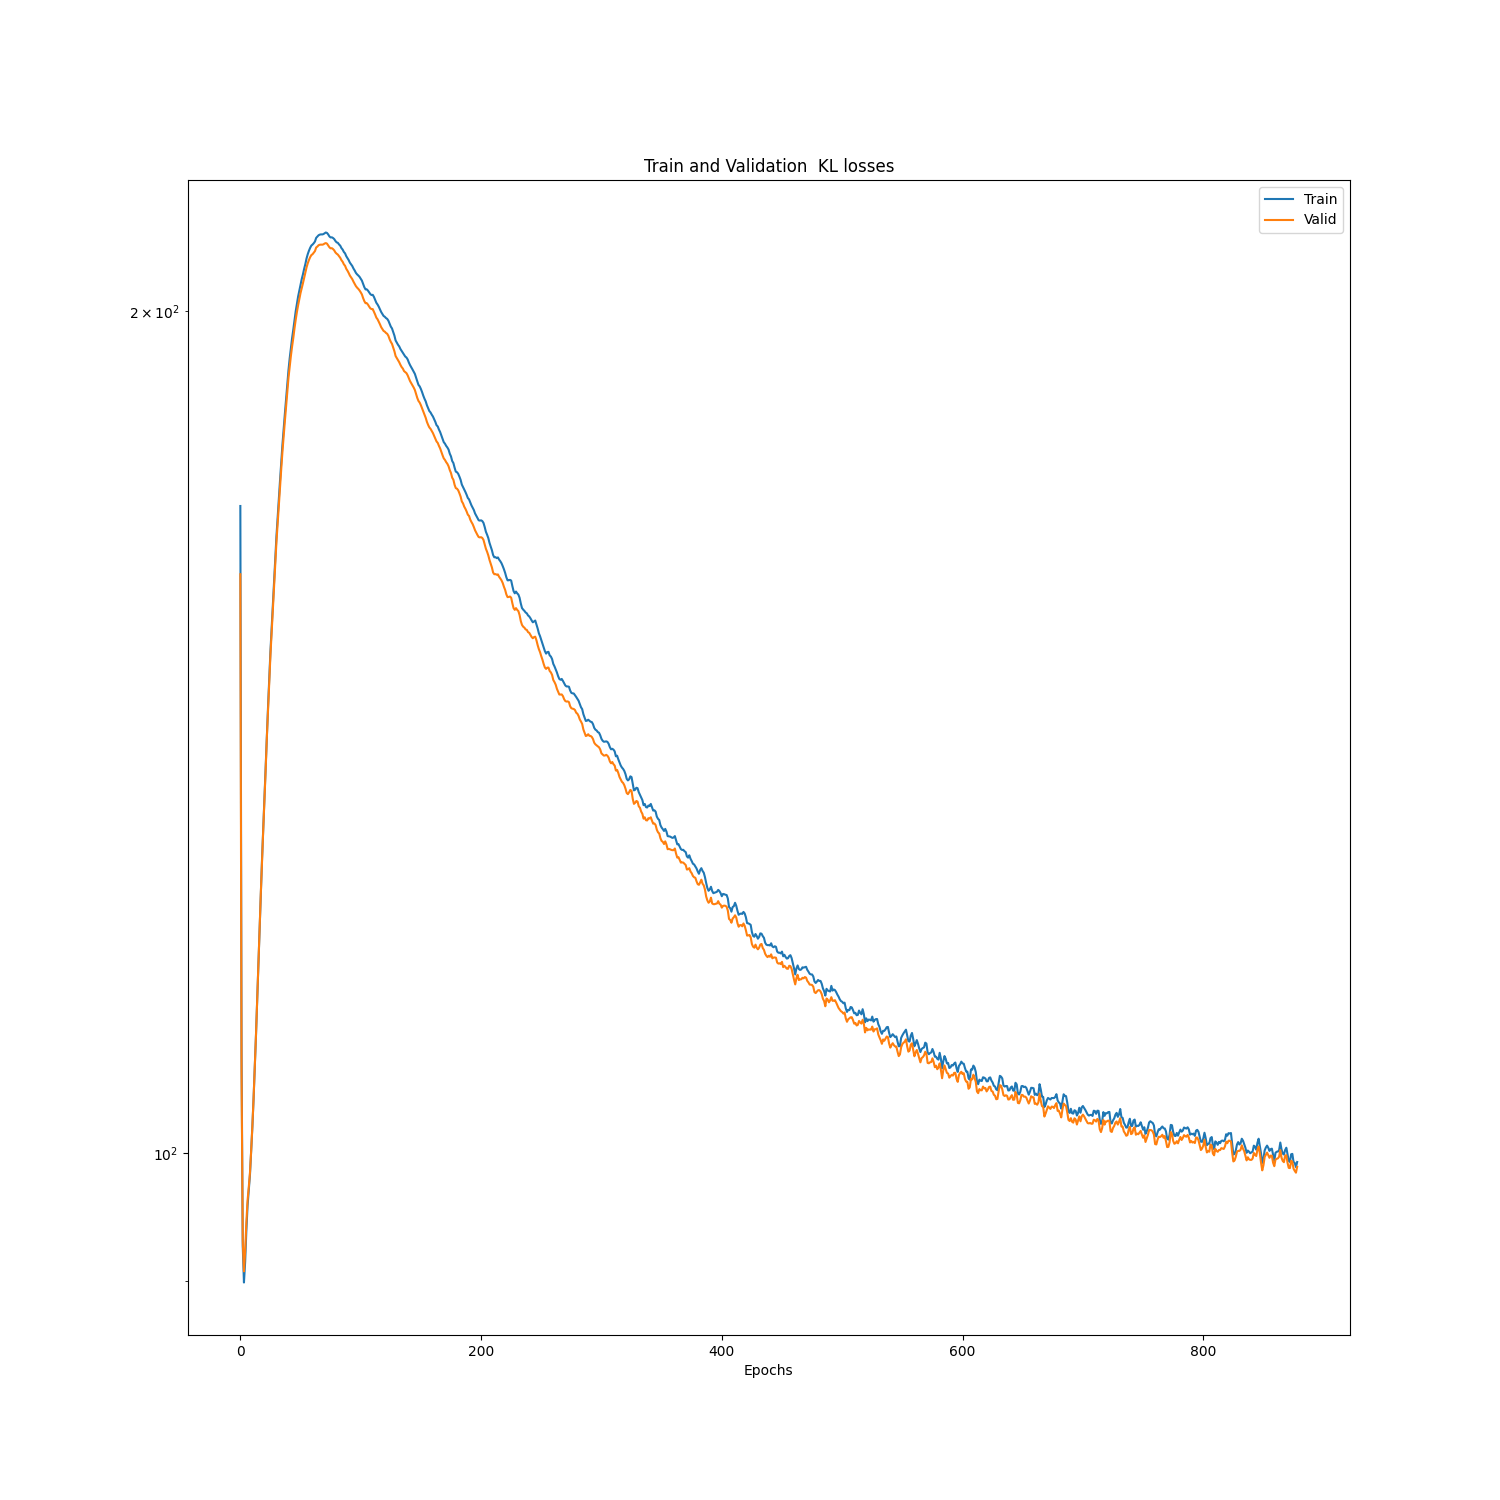 Train and Validation  KL losses
Train
Valid
2 × 10²
10²
0 200 400 600 800
Epochs